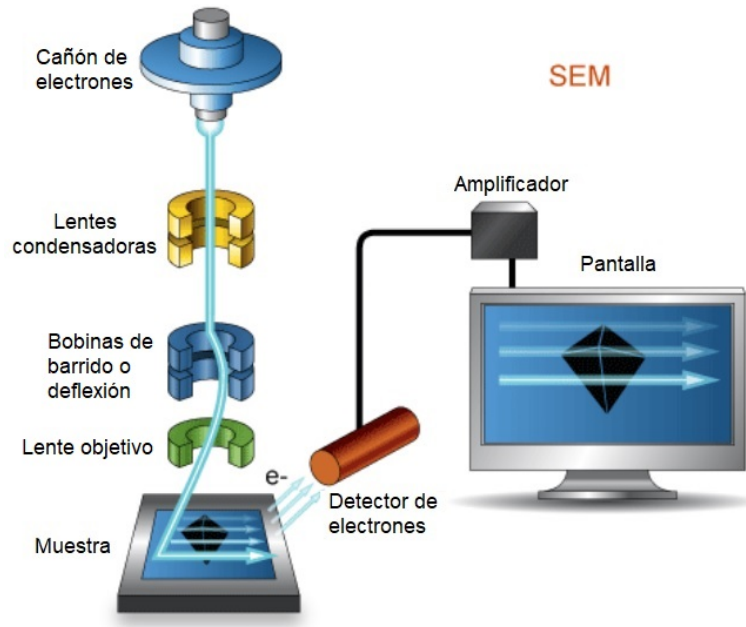 Cañón de
electrones
SEM
Amplificador
Lentes
condensadoras
Pantalla
Bobinas de
barrido o
deflexión
Lente objetivo
e-
Detector de
electrones
Muestra